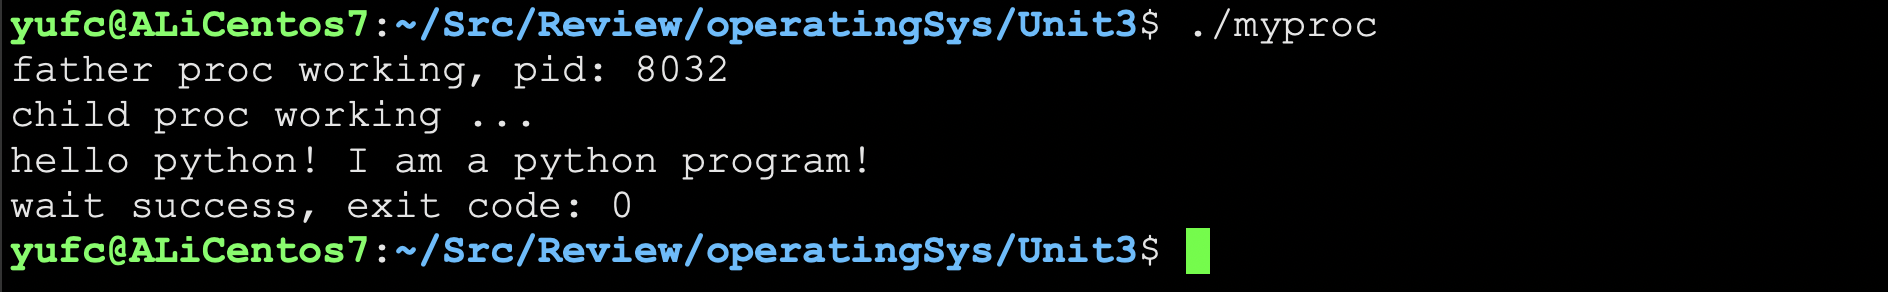 yufc@ALiCentos7:~/Src/Review/operatingSys/Unit3$ ./myproc
father proc working, pid: 8032
child proc working ...
hello python! I am a python program!
wait success, exit code: 0
yufc@ALiCentos7:~/Src/Review/operatingSys/Unit3$